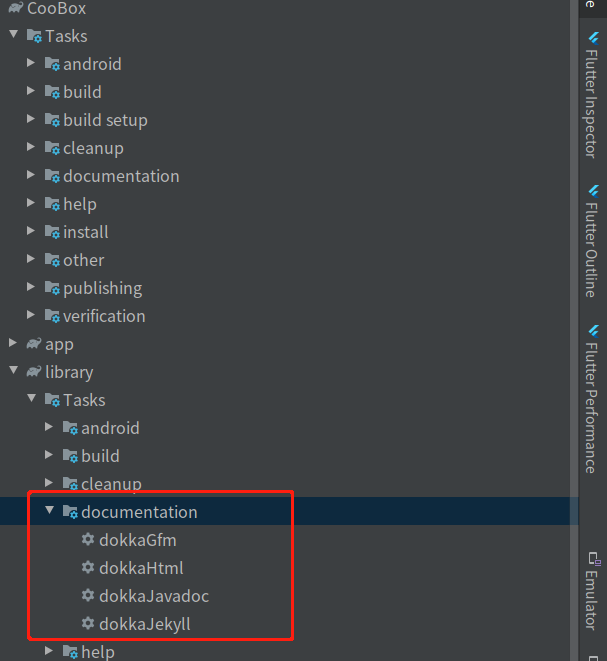 CooBox
Tasks
android
build
build setup
cleanup
documentation
help
install
other
publishing
verification
app
library
Tasks
android
build
cleanup
documentation
dokkaGfm
dokkaHtml
dokkaJavadoc
dokkaJekyll
help
Flutter Inspector
Flutter Outline
Flutter Performance
Emulator